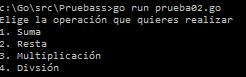 c:\Go\src\Pruebass>go run prueba02.go
Elige la operación que quieres realizar
1. Suma
2. Resta
3. Multiplicación
4. Divsión